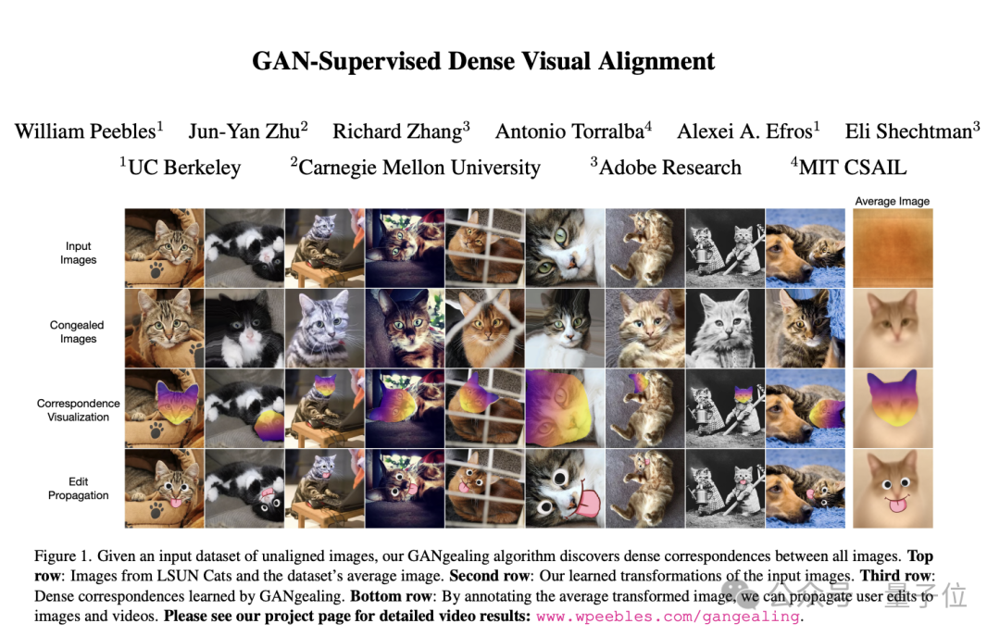 GAN-Supervised Dense Visual Alignment
William Peebles¹ Jun-Yan Zhu² Richard Zhang³ Antonio Torralba⁴ Alexei A. Efros¹ Eli Shechtman³
¹UC Berkeley ²Carnegie Mellon University ³Adobe Research ⁴MIT CSAIL
Average Image
Input
Images
Congealed
Images
Correspondence
Visualization
Edit
Propagation
Figure 1. Given an input dataset of unaligned images, our GANgealing algorithm discovers dense correspondences between all images. Top
row: Images from LSUN Cats and the dataset's average image. Second row: Our learned transformations of the input images. Third row:
Dense correspondences learned by GANgealing. Bottom row: By annotating the average transformed image, we can propagate user edits to
images and videos. Please see our project page for detailed video results: www.wpeebles.com/gangealing.
公众号 · 量子位